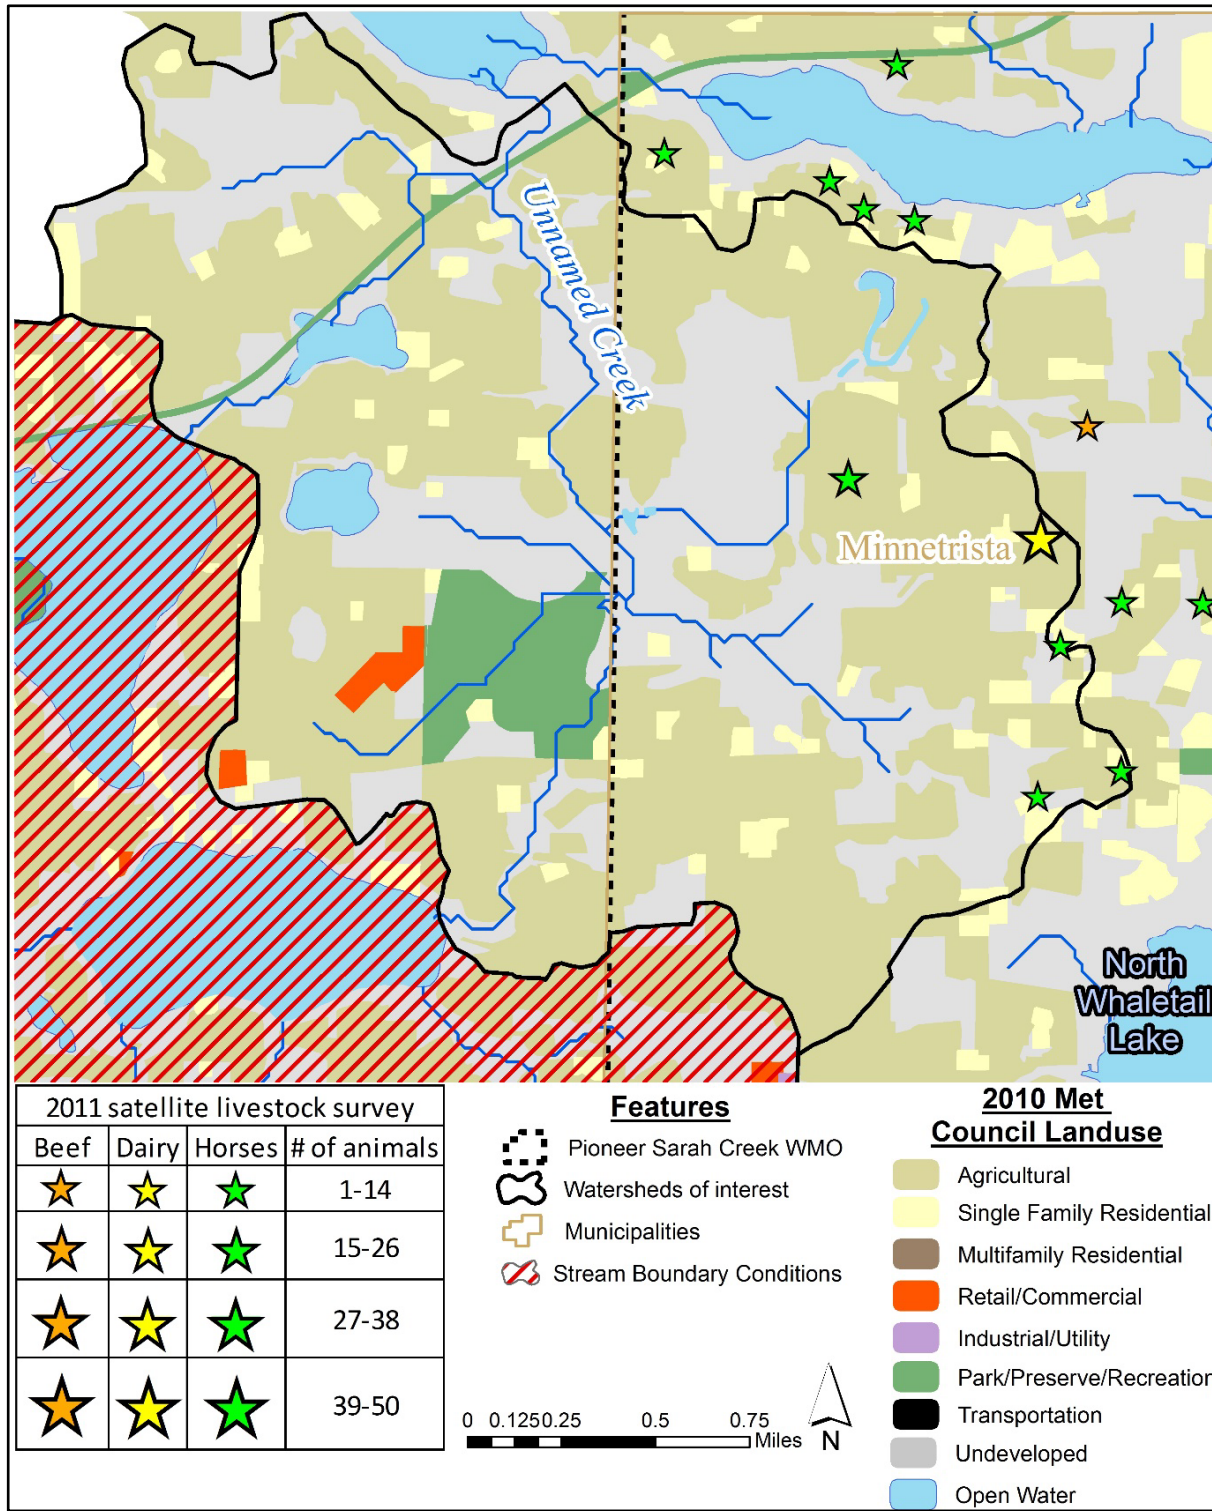 Unnamed Creek
Minnetrista
North
Whaletail
Lake
2011 satellite livestock survey
Beef Dairy Horses # of animals
1-14
15-26
27-38
39-50
Features
Pioneer Sarah Creek WMO
Watersheds of interest
Municipalities
Stream Boundary Conditions
0 0.125 0.25 0.5 0.75
Miles
N
2010 Met
Council Landuse
Agricultural
Single Family Residential
Multifamily Residential
Retail/Commercial
Industrial/Utility
Park/Preserve/Recreation
Transportation
Undeveloped
Open Water